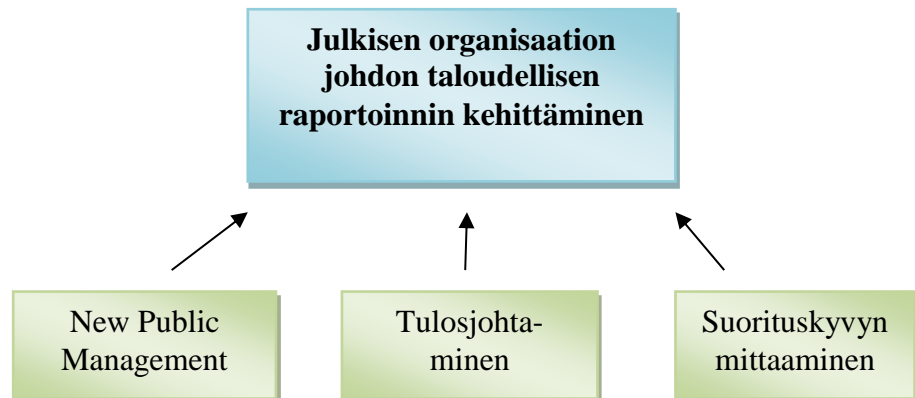 Julkisen organisaation
johdon taloudellisen
raportoinnin kehittäminen
New Public
Management
Tulosjohta-
minen
Suorituskyvyn
mittaaminen